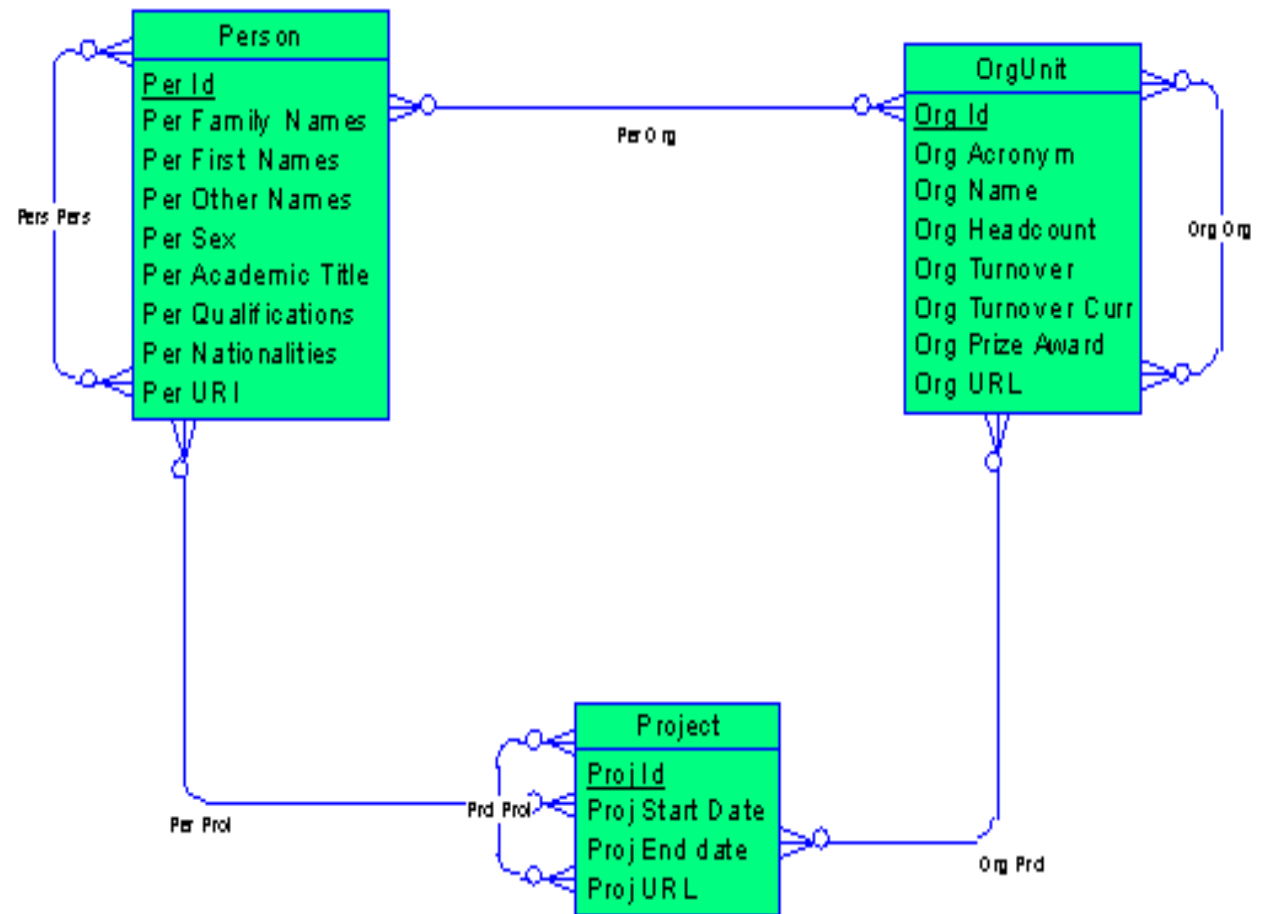 Person
Per Id
Per Family Names
Per First Names
Per Other Names
Per Sex
Per Academic Title
Per Qualifications
Per Nationalities
Per URI
Pers Pers
Per Org
OrgUnit
Org Id
Org Acronym
Org Name
Org Headcount
Org Turnover
Org Turnover Curr
Org Prize Award
Org URL
Org Org
Project
Proj Id
Proj Start Date
Proj End date
Proj URL
Per Prol
Prcl Prol
Org Prcl